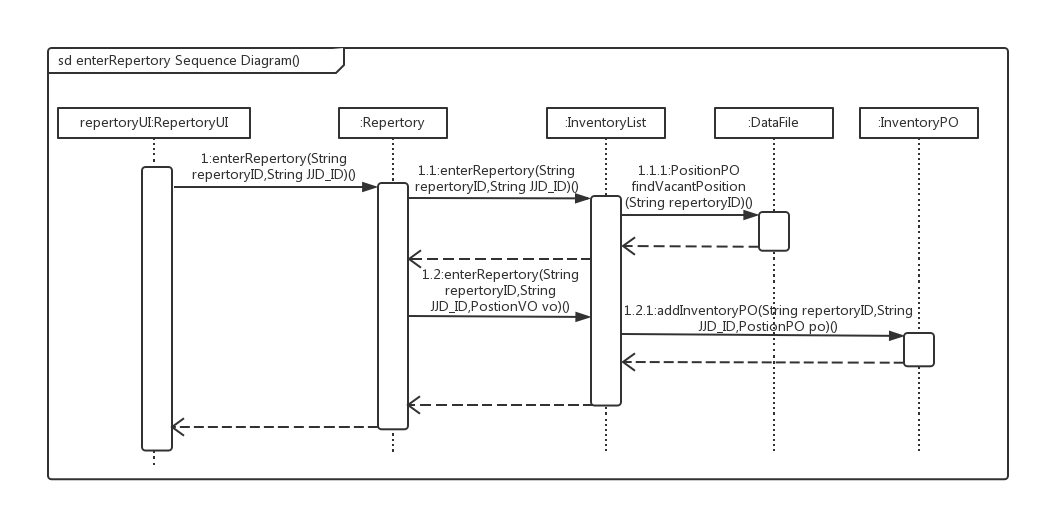 sd enterRepertory Sequence Diagram()
repertoryUI:RepertoryUI
:Repertory
:InventoryList
:DataFile
:InventoryPO
1:enterRepertory(String
repertoryID,String JJD_ID)()
1.1:enterRepertory(String
repertoryID,String JJD_ID)()
1.1.1:PositionPO
findVacantPosition
(String repertoryID)()
1.2:enterRepertory(String
repertoryID,String
JJD_ID,PostionVO vo)()
1.2.1:addInventoryPO(String repertoryID,String
JJD_ID,PostionPO po)()